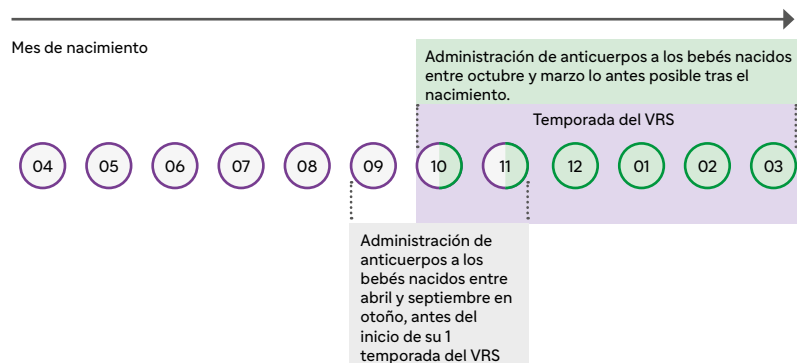 Mes de nacimiento
Administración de anticuerpos a los bebés nacidos
entre octubre y marzo lo antes posible tras el
nacimiento.
Temporada del VRS
04 05 06 07 08 09 10 11 12 01 02 03
Administración de
anticuerpos a los
bebés nacidos entre
abril y septiembre en
otoño, antes del
inicio de su 1
temporada del VRS